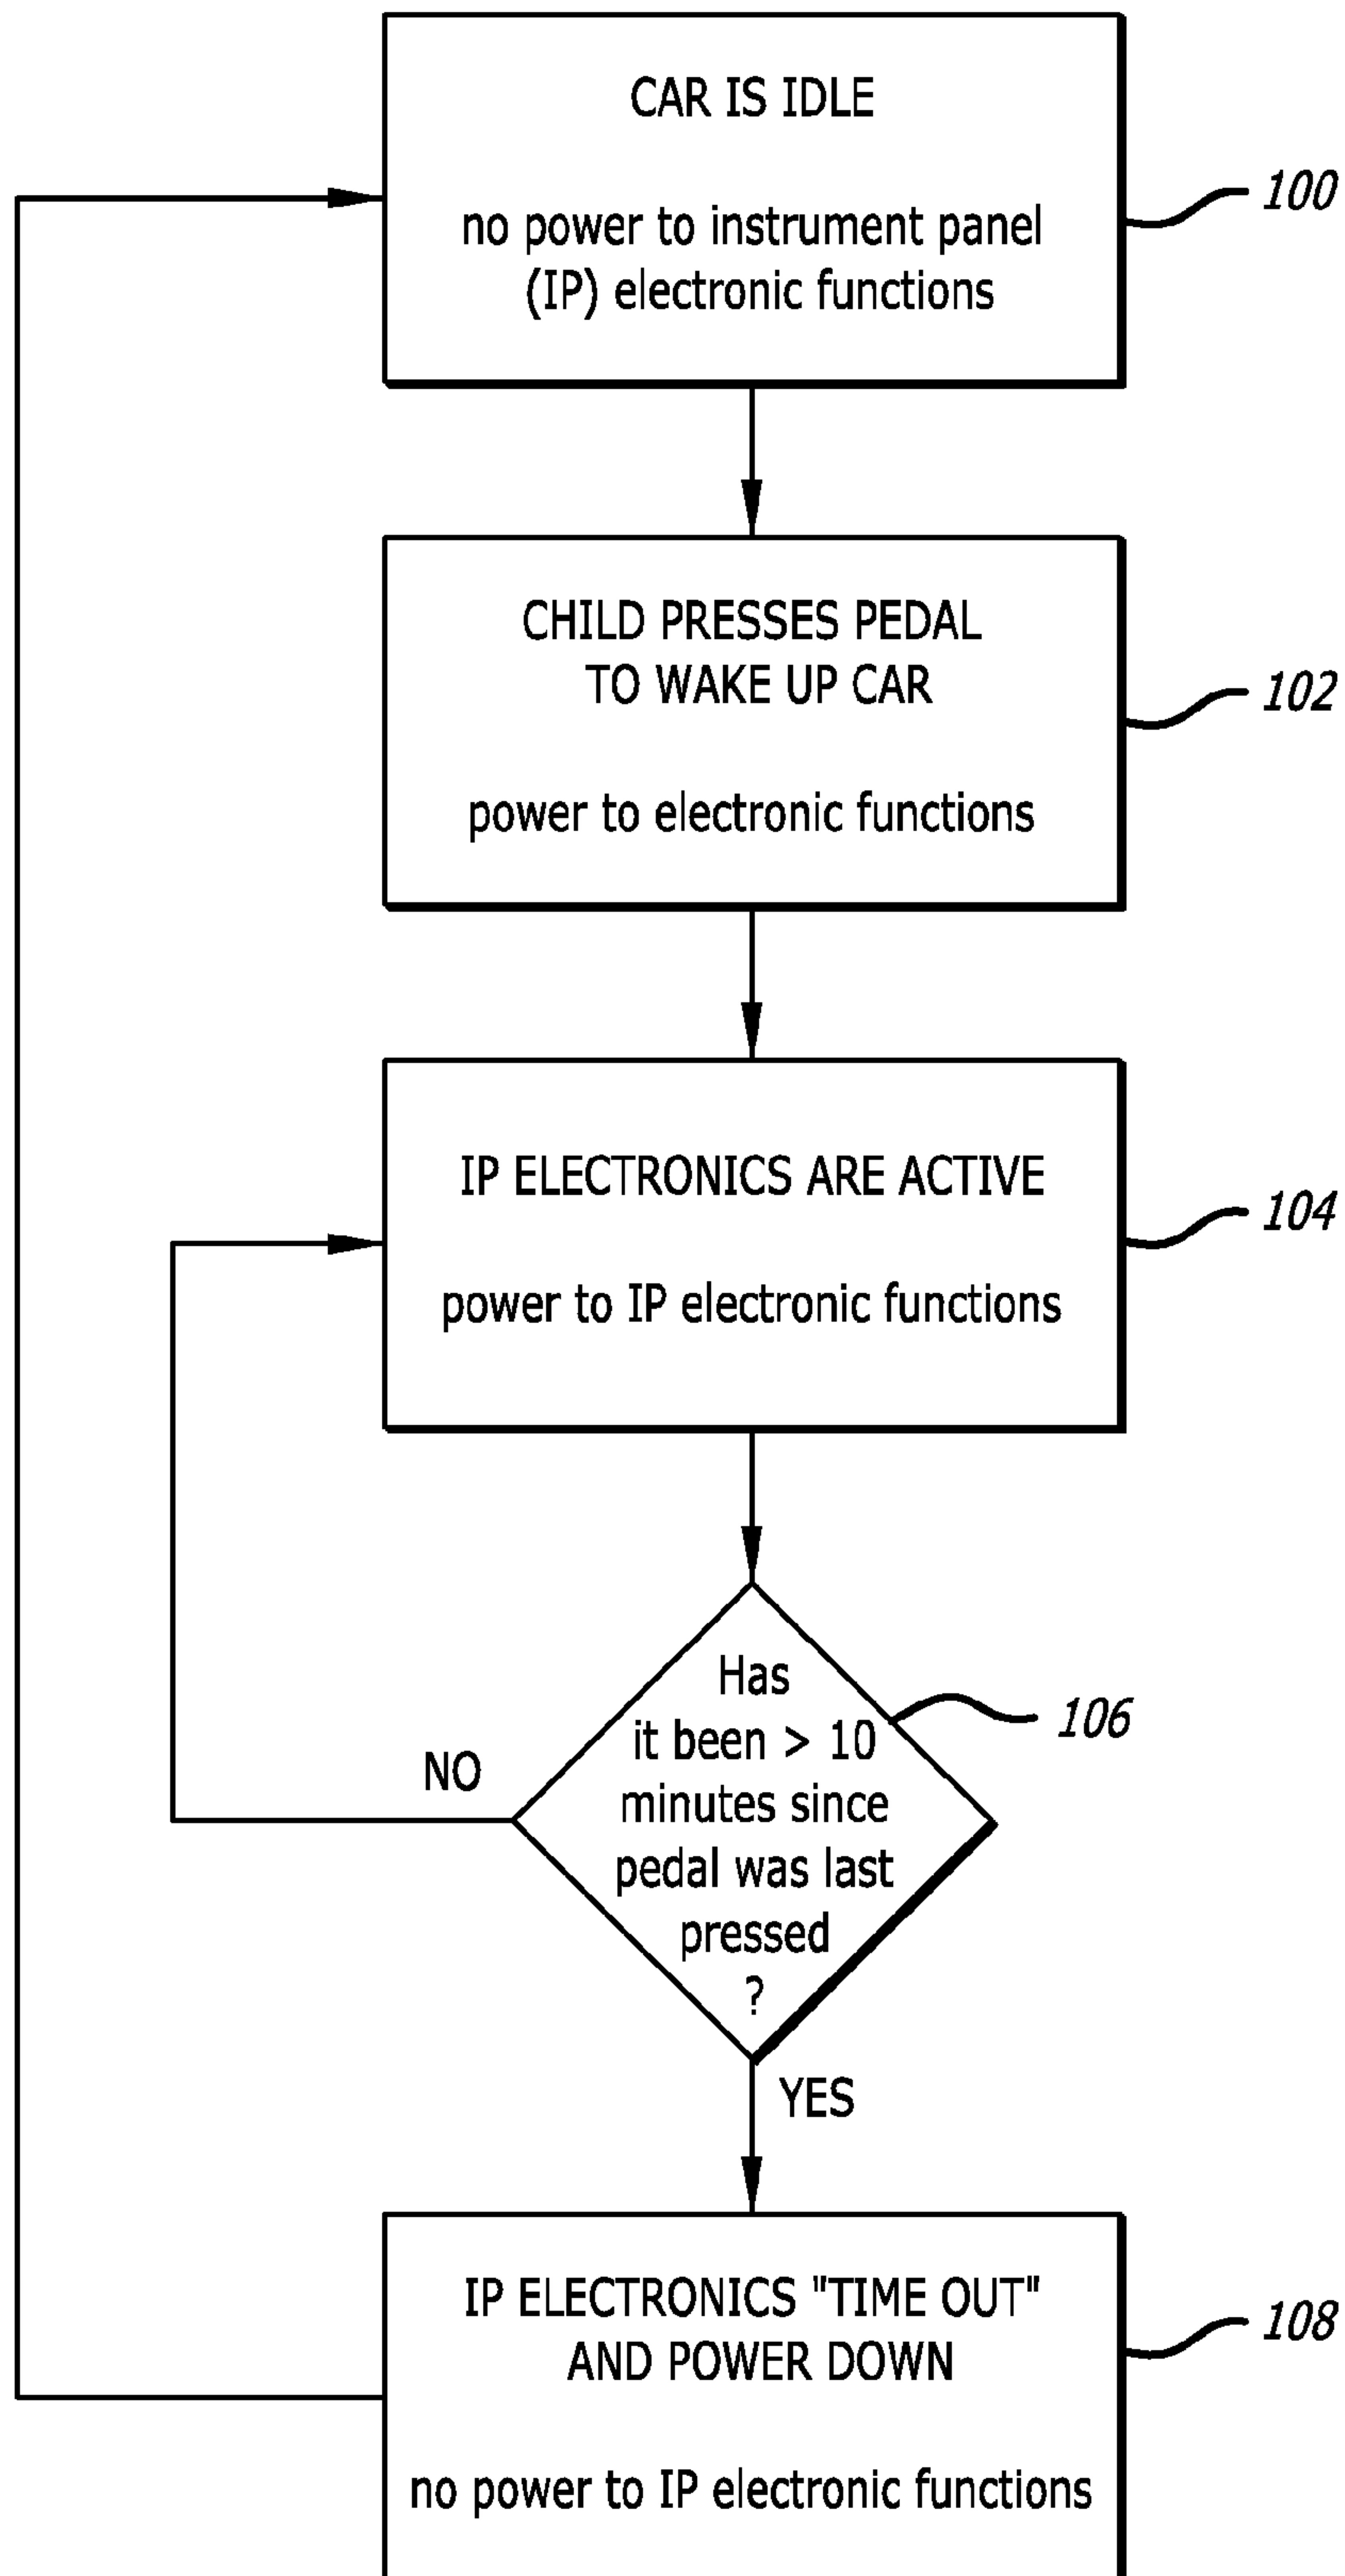 CAR IS IDLE
no power to instrument panel
(IP) electronic functions
100
CHILD PRESSES PEDAL
TO WAKE UP CAR
power to electronic functions
102
IP ELECTRONICS ARE ACTIVE
power to IP electronic functions
104
Has
it been > 10
minutes since
pedal was last
pressed
?
106
NO
YES
IP ELECTRONICS "TIME OUT"
AND POWER DOWN
no power to IP electronic functions
108